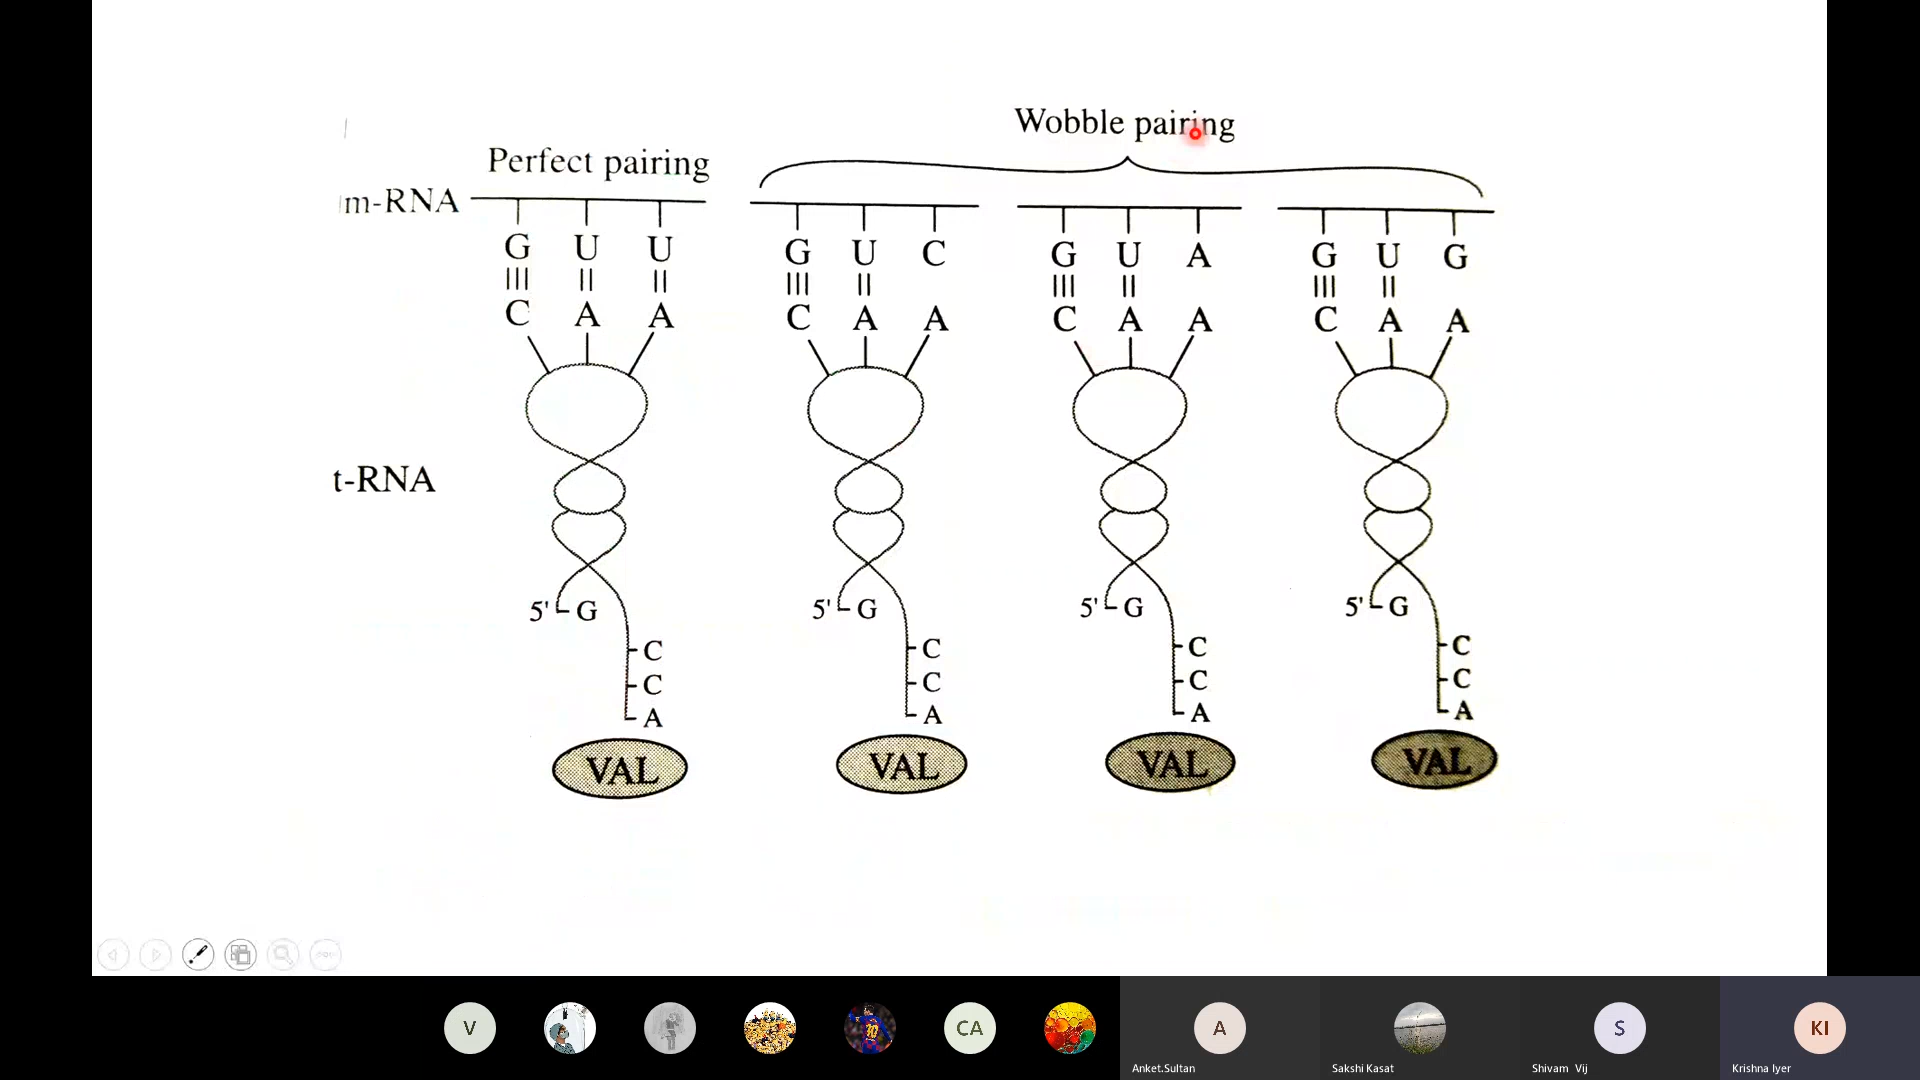 Wobble pairing
Perfect pairing
m-RNA
G U U
G U C
G U A
G U G
C A A
C A A
C A A
C A A
t-RNA
5' G
5' G
5' G
5' G
C
C
A
C
C
A
C
C
A
C
C
A
VAL
VAL
VAL
VAL
V
10
CA
A
S
KI
Anket.Sultan
Sakshi Kasat
Shivam Vij
Krishna Iyer